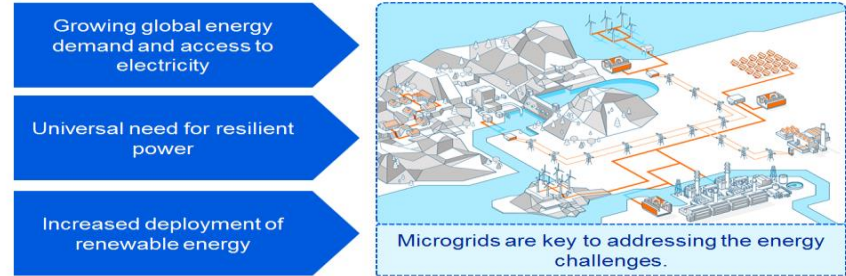 Growing global energy
demand and access to
electricity
Universal need for resilient
power
Increased deployment of
renewable energy
Microgrids are key to addressing the energy
challenges.